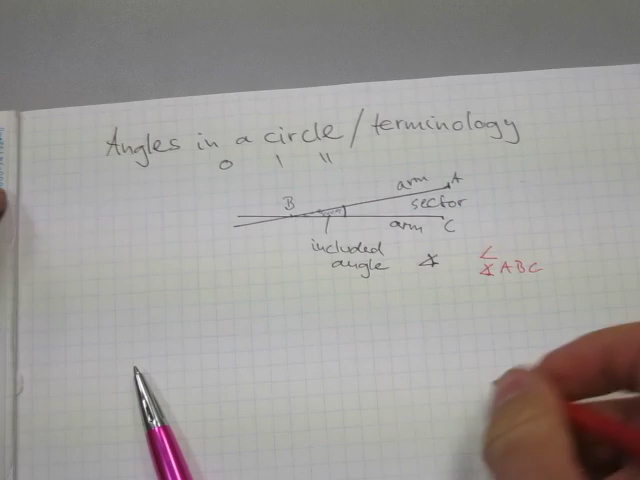 Angles in a circle / terminology
° ' "
arm A
B sector
arm C
included
angle ∡ ∠
∡ ABC